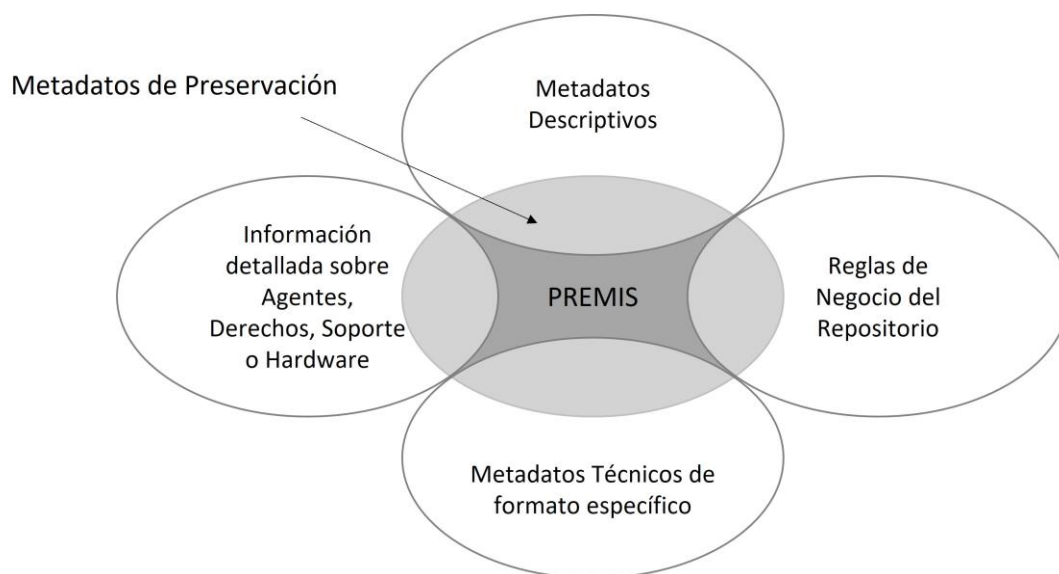 Metadatos de Preservación
Metadatos
Descriptivos
Información
detallada sobre
Agentes,
Derechos, Soporte
o Hardware
PREMIS
Reglas de
Negocio del
Repositorio
Metadatos Técnicos de
formato específico